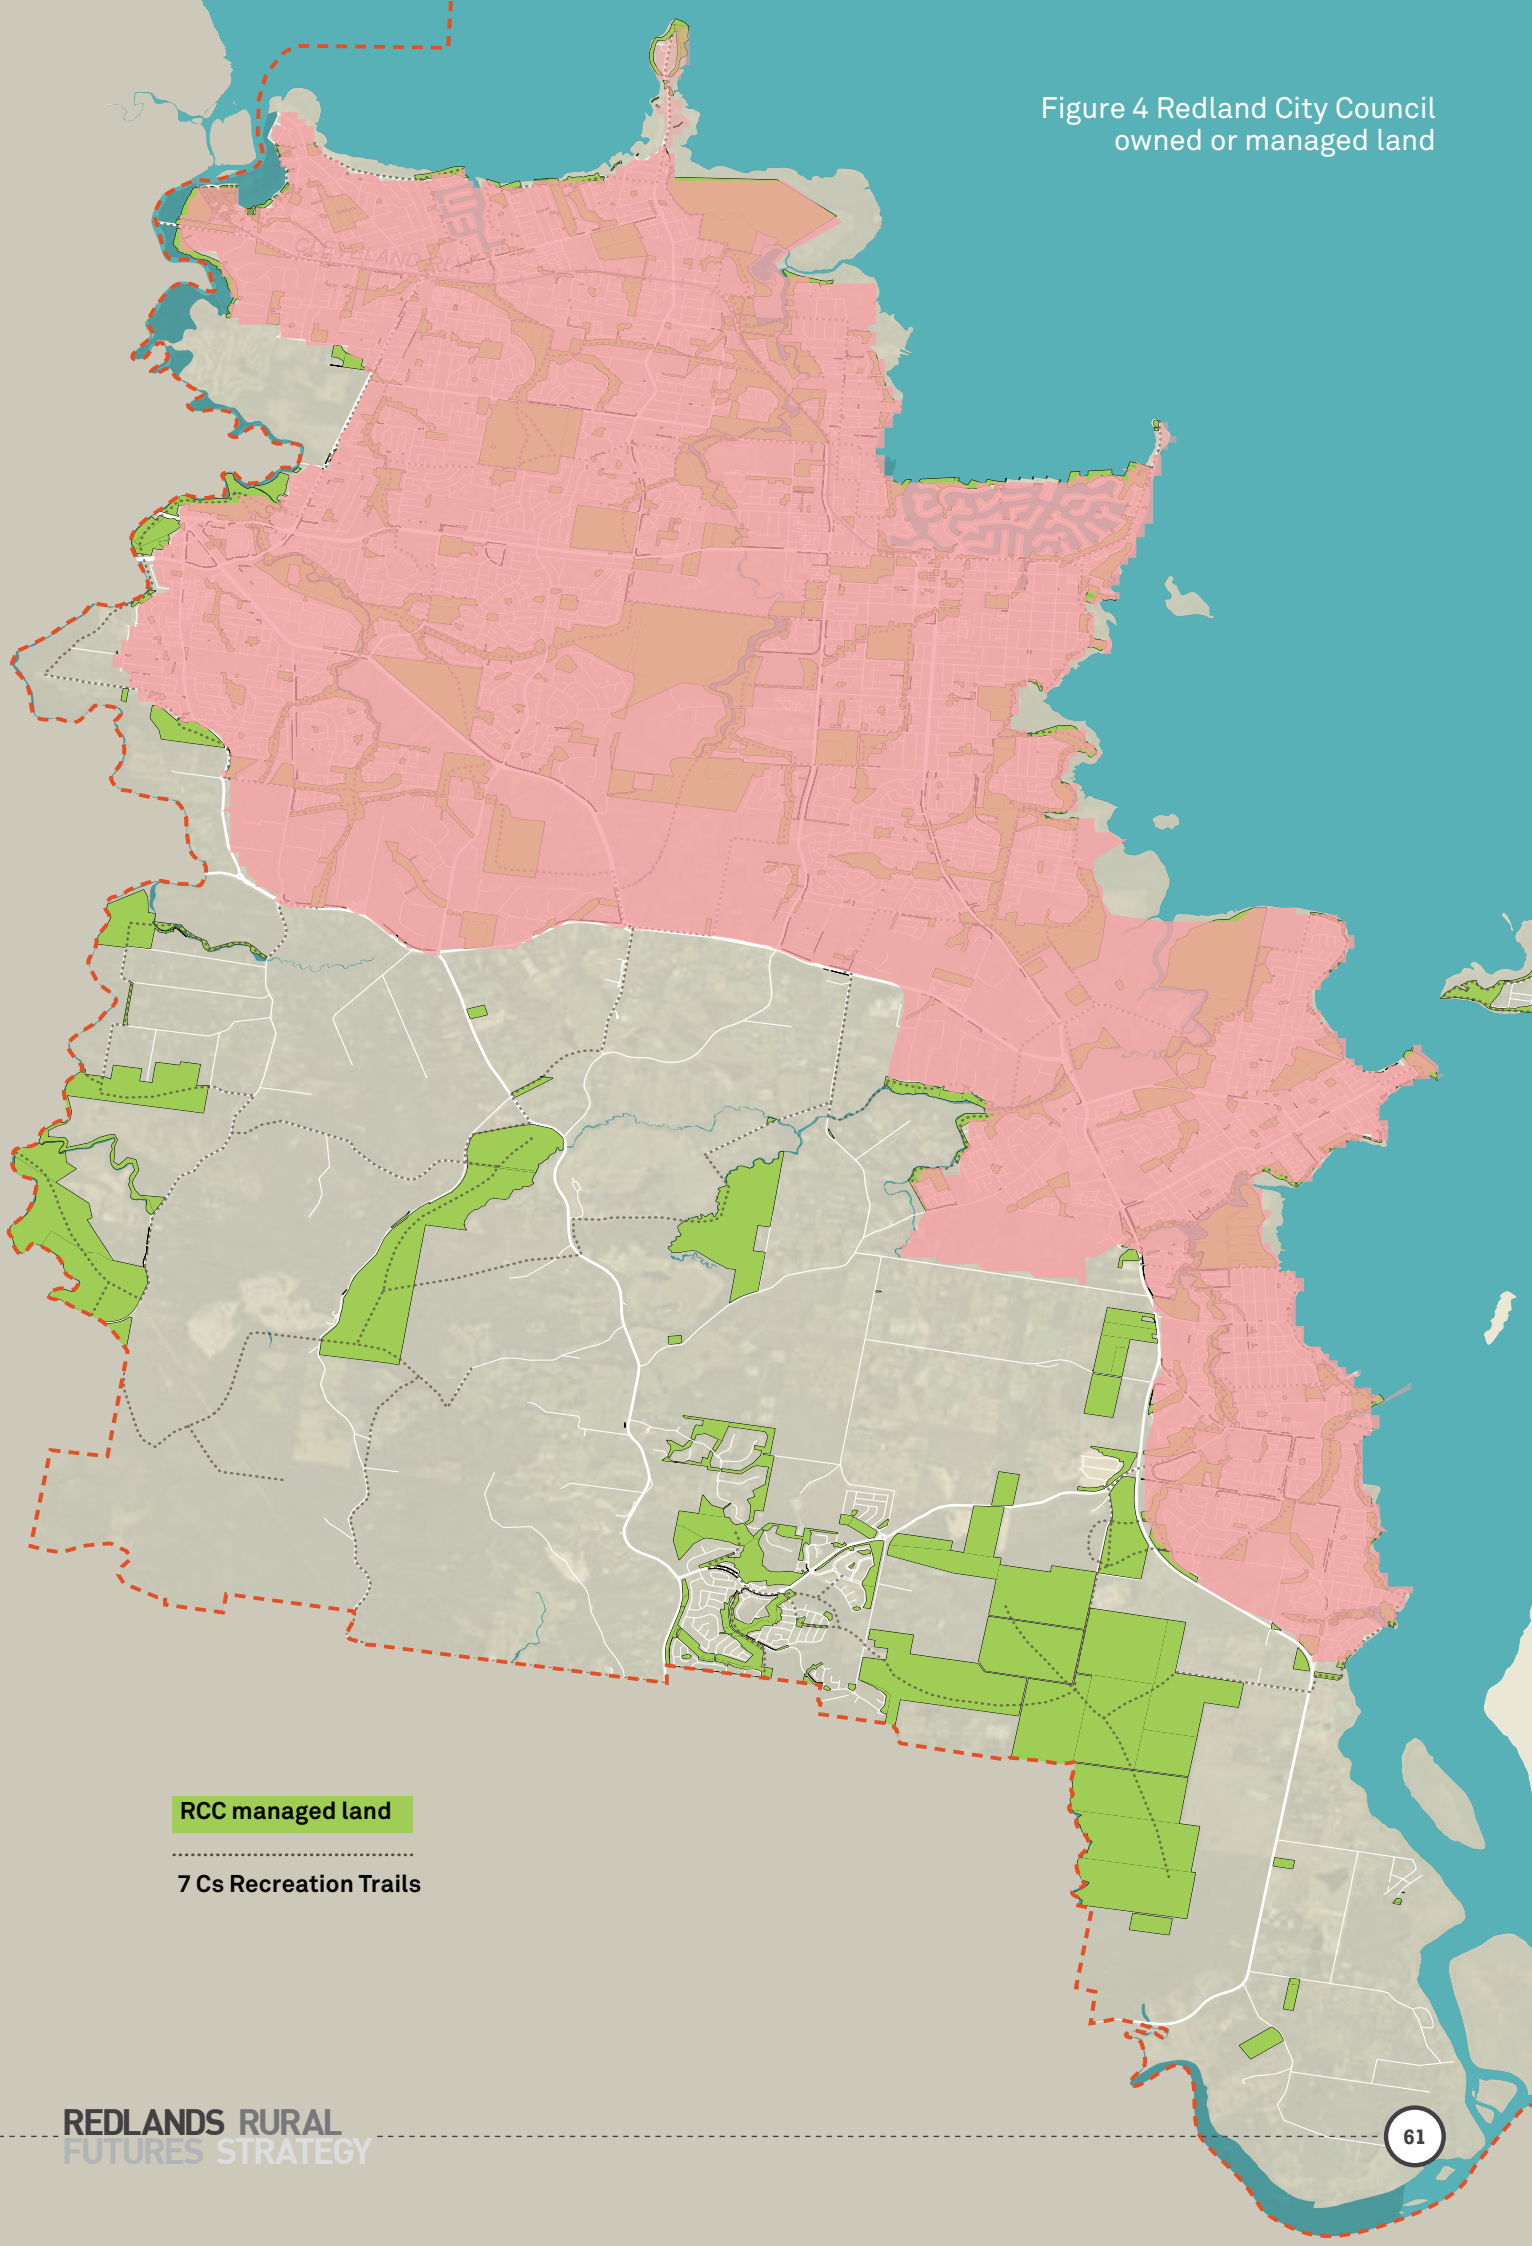 Figure 4 Redland City Council
owned or managed land
CLEVELAND
RCC managed land
7 Cs Recreation Trails
REDLANDS RURAL
FUTURES STRATEGY
61